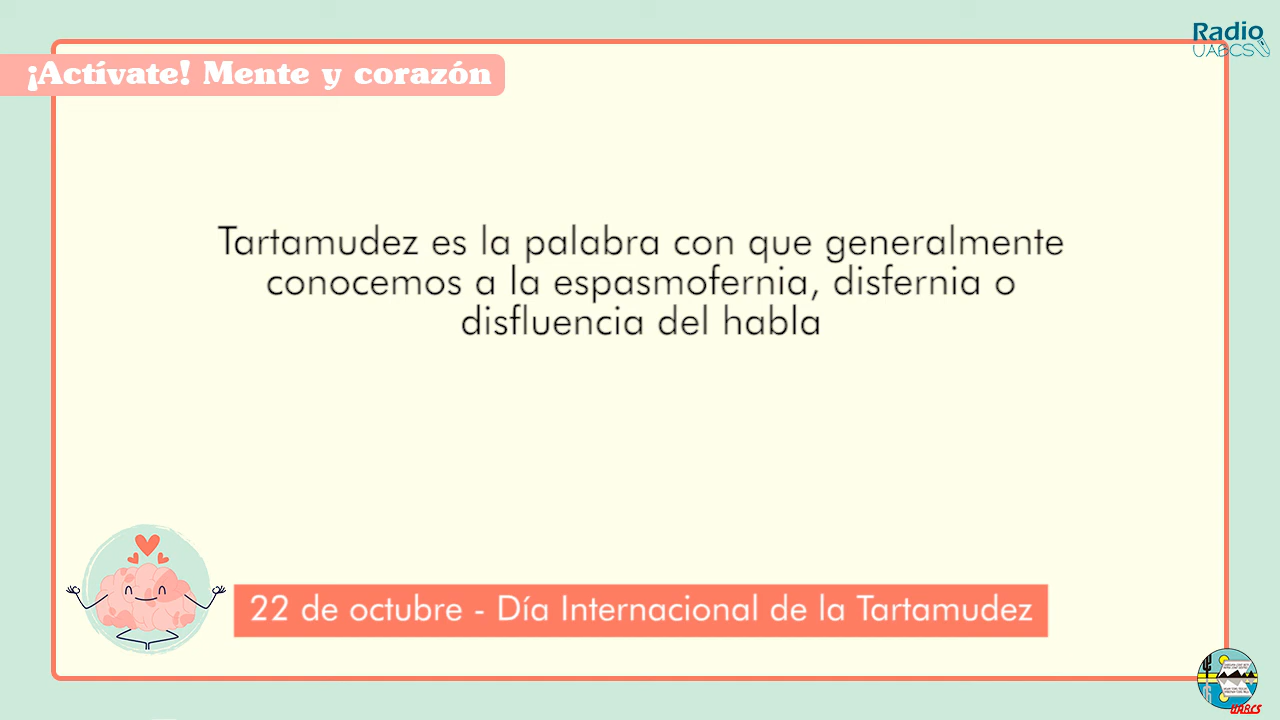 Radio
UABCS
¡Actívate! Mente y corazón
Tartamudez es la palabra con que generalmente
conocemos a la espasmofernia, disfernia o
disfluencia del habla
22 de octubre - Día Internacional de la Tartamudez
UABCS